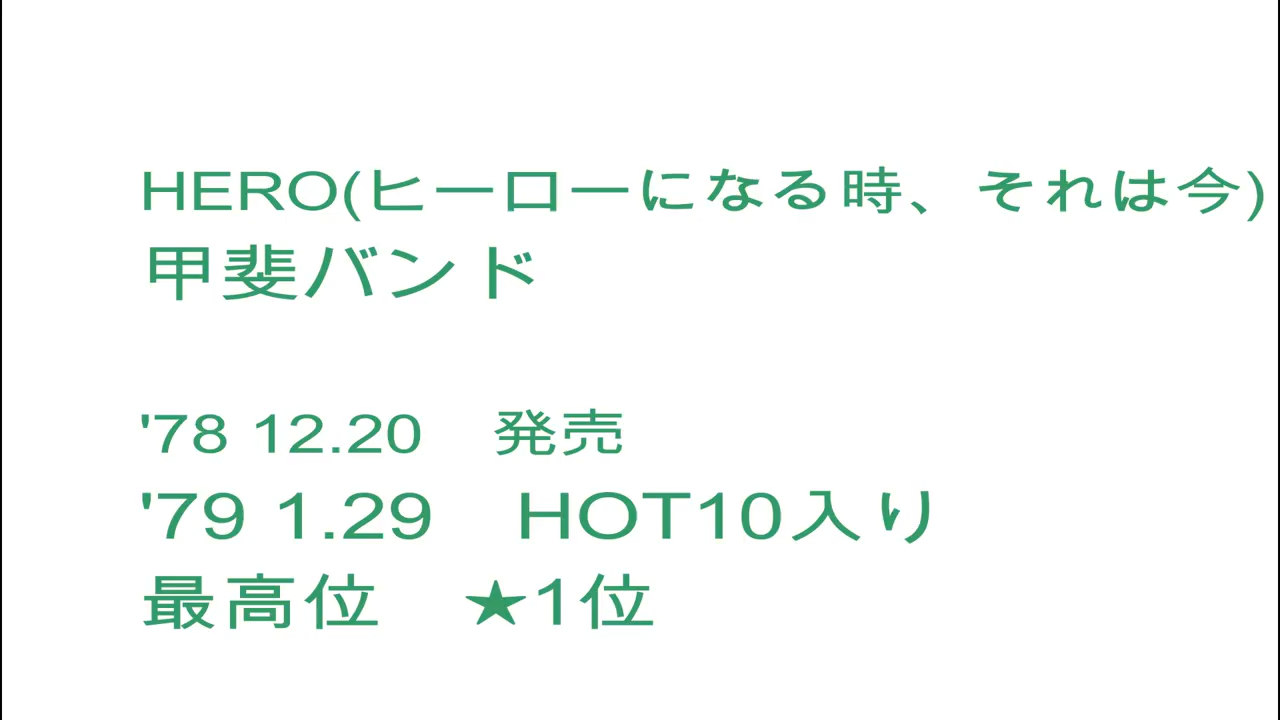 HERO(ヒーローになる時、それは今)
甲斐バンド
'78 12.20　発売
'79 1.29　HOT10入り
最高位　★1位